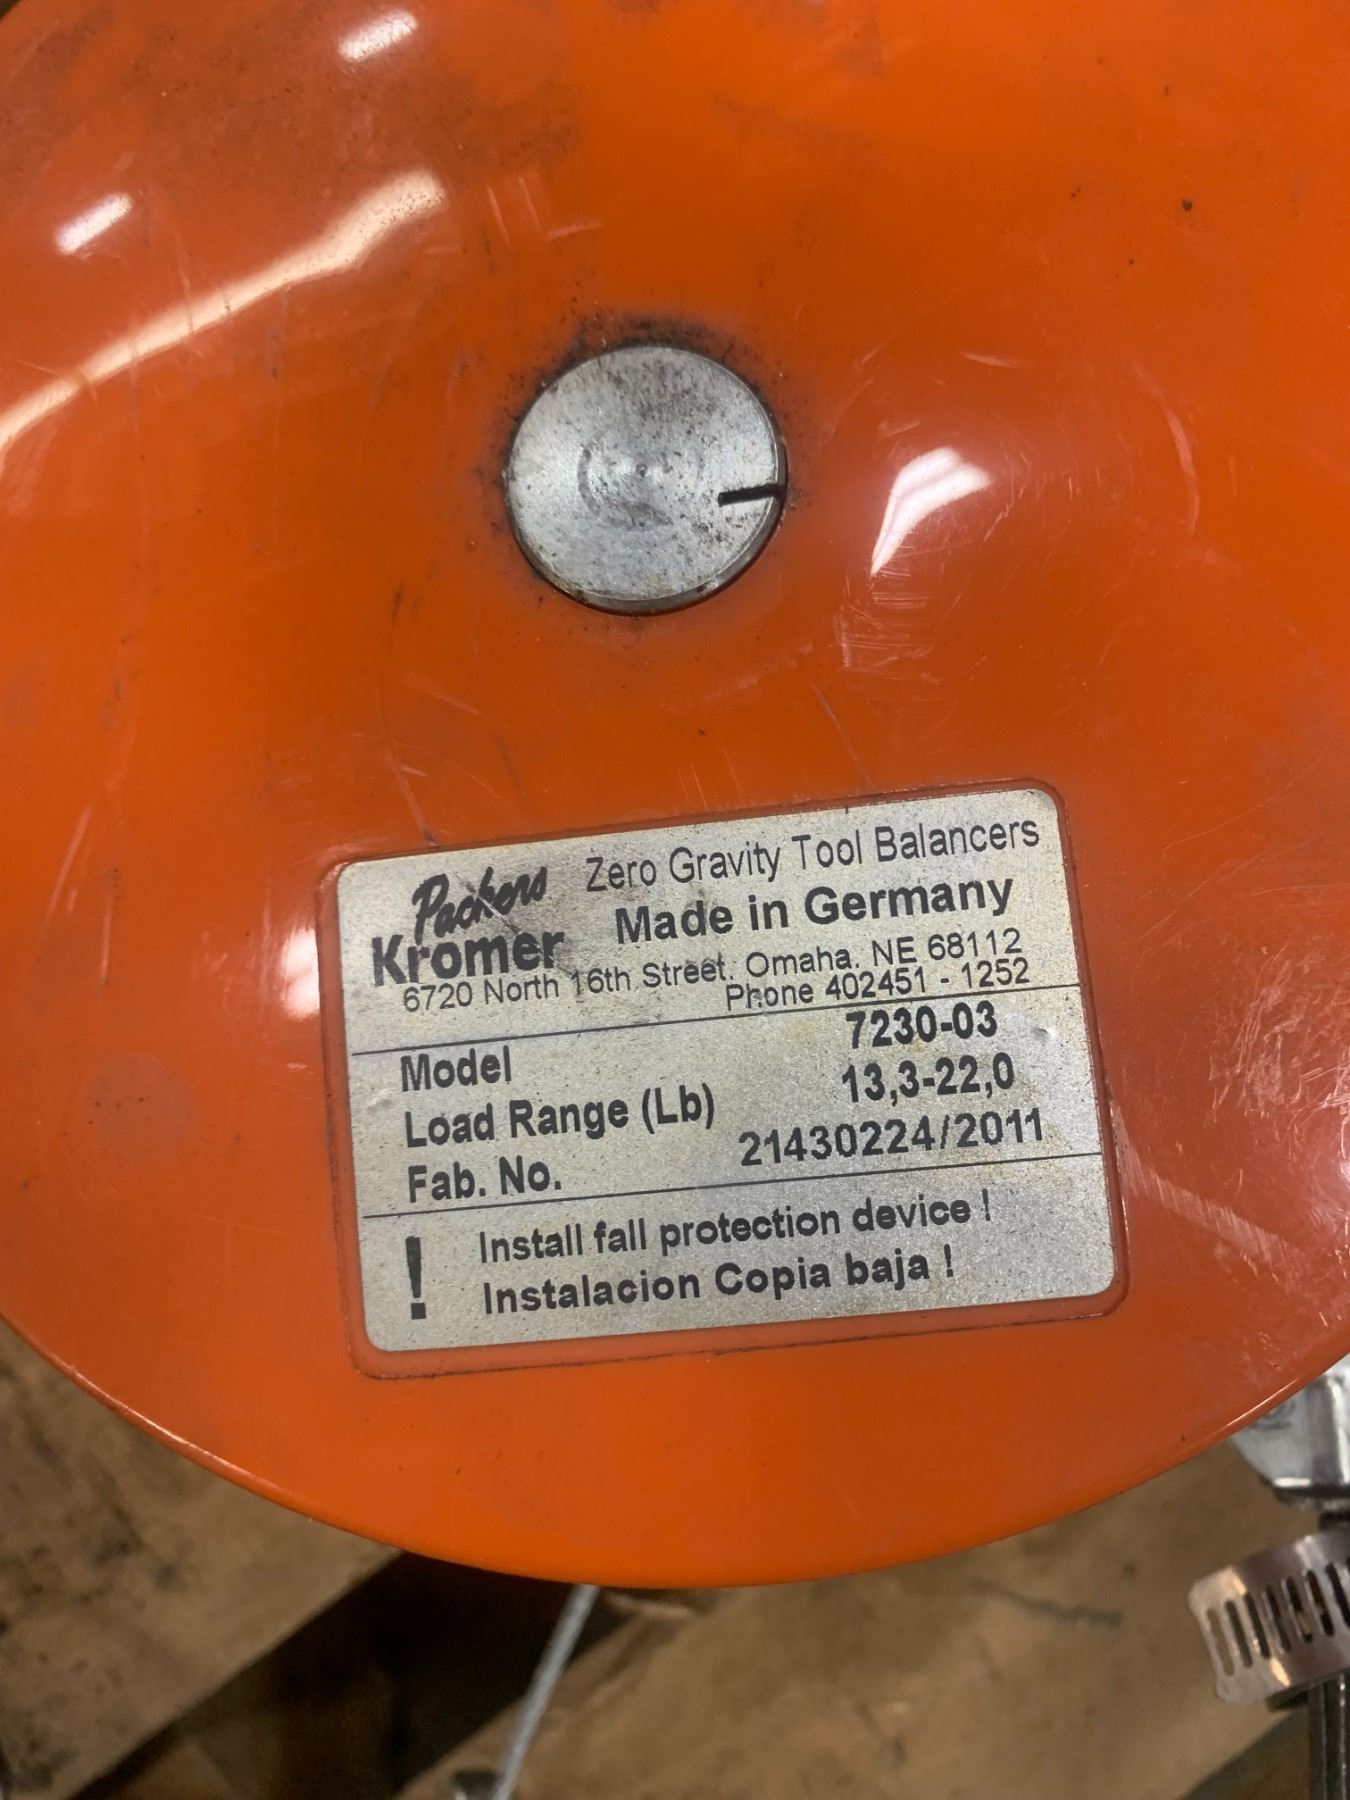 Packers
Kromer
Zero Gravity Tool Balancers
Made in Germany
6720 North 16th Street. Omaha. NE 68112
Phone 402451 - 1252
Model 7230-03
Load Range (Lb) 13,3-22,0
Fab. No. 21430224/2011
! Install fall protection device !
Instalacion Copia baja !